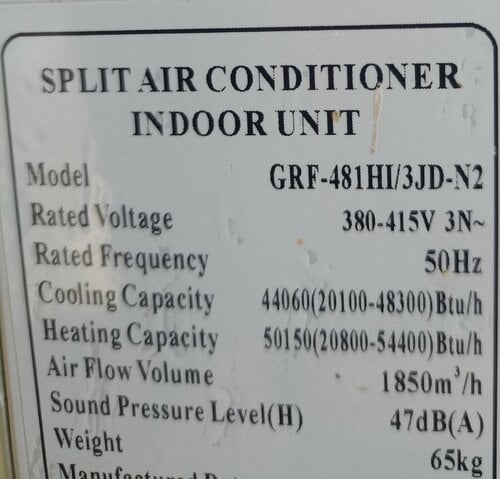 SPLIT AIR CONDITIONER
INDOOR UNIT
Model GRF-481HI/3JD-N2
Rated Voltage 380-415V 3N~
Rated Frequency 50Hz
Cooling Capacity 44060(20100-48300)Btu/h
Heating Capacity 50150(20800-54400)Btu/h
Air Flow Volume 1850m³/h
Sound Pressure Level(H) 47dB(A)
Weight 65kg
Manufactured